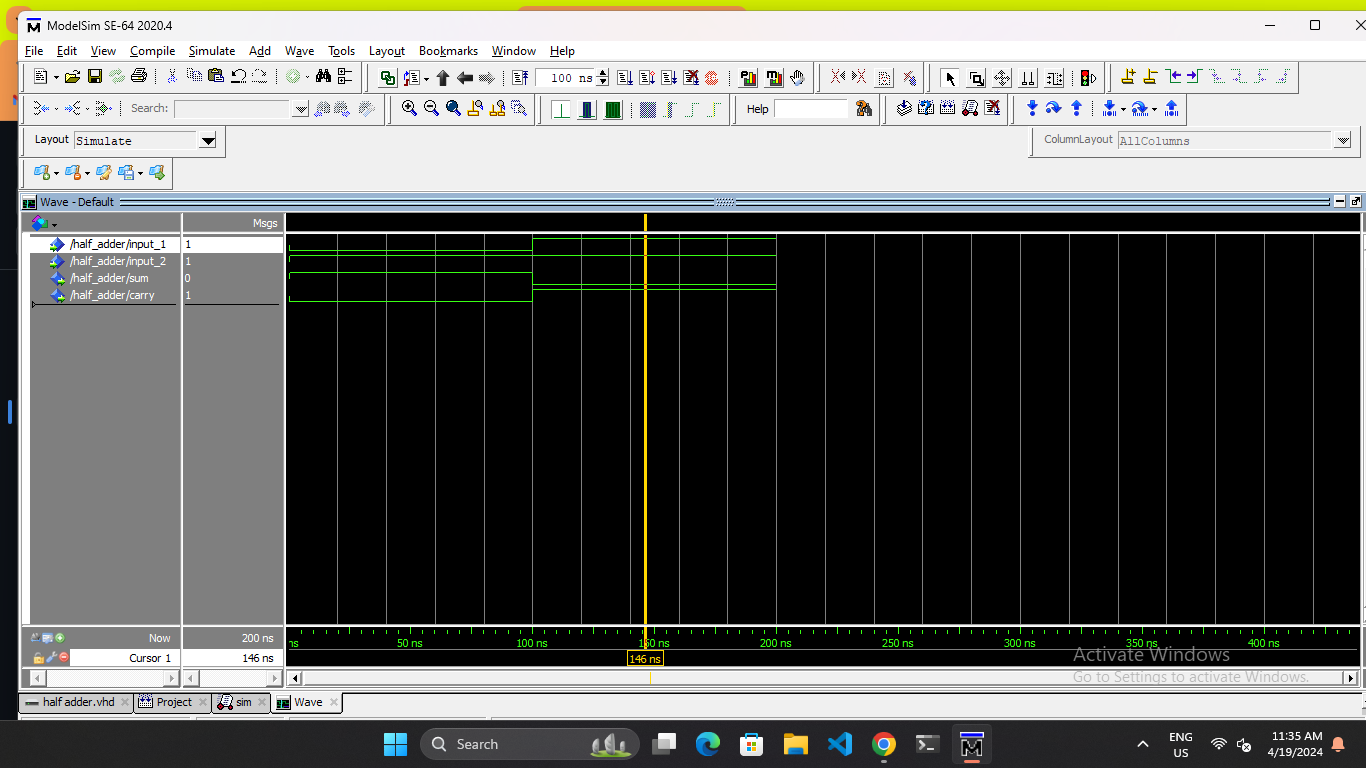 ModelSim SE-64 2020.4
File Edit View Compile Simulate Add Wave Tools Layout Bookmarks Window Help
100 ns
Search: Help
Layout Simulate ColumnLayout AllColumns
Wave - Default
Msgs
/half_adder/input_1 1
/half_adder/input_2 1
/half_adder/sum 0
/half_adder/carry 1
Now 200 ns ns 50 ns 100 ns 150 ns 200 ns 250 ns 300 ns 350 ns 400 ns
Cursor 1 146 ns 146 ns
Activate Windows
Go to Settings to activate Windows.
half adder.vhd Project sim Wave
Search
ENG
US
11:35 AM
4/19/2024